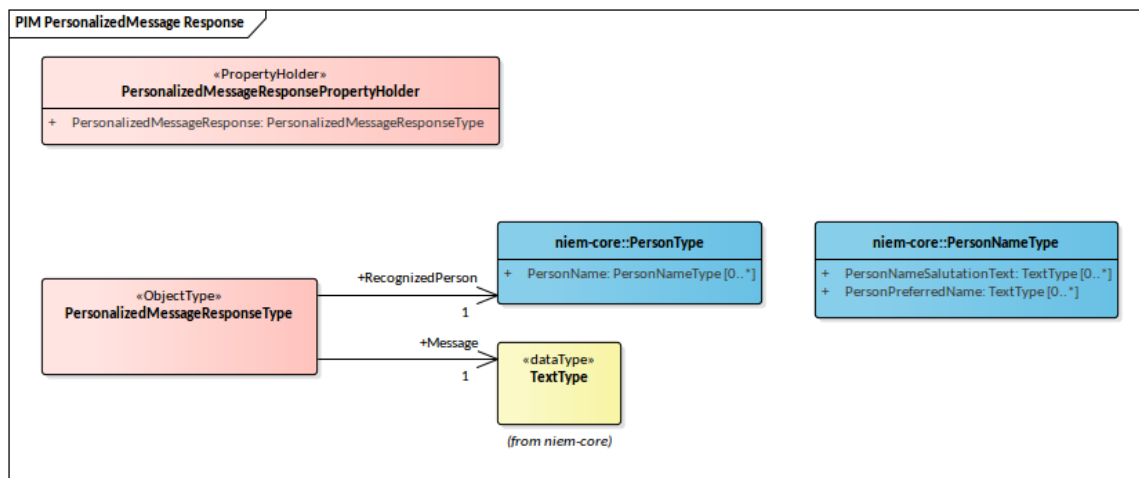 PIM PersonalizedMessage Response
«PropertyHolder»
PersonalizedMessageResponsePropertyHolder
+ PersonalizedMessageResponse: PersonalizedMessageResponseType
niem-core::PersonType
+ PersonName: PersonNameType [0..*]
niem-core::PersonNameType
+ PersonNameSalutationText: TextType [0..*]
+ PersonPreferredName: TextType [0..*]
«ObjectType»
PersonalizedMessageResponseType
+RecognizedPerson
1
+Message
1
«dataType»
TextType
(from niem-core)